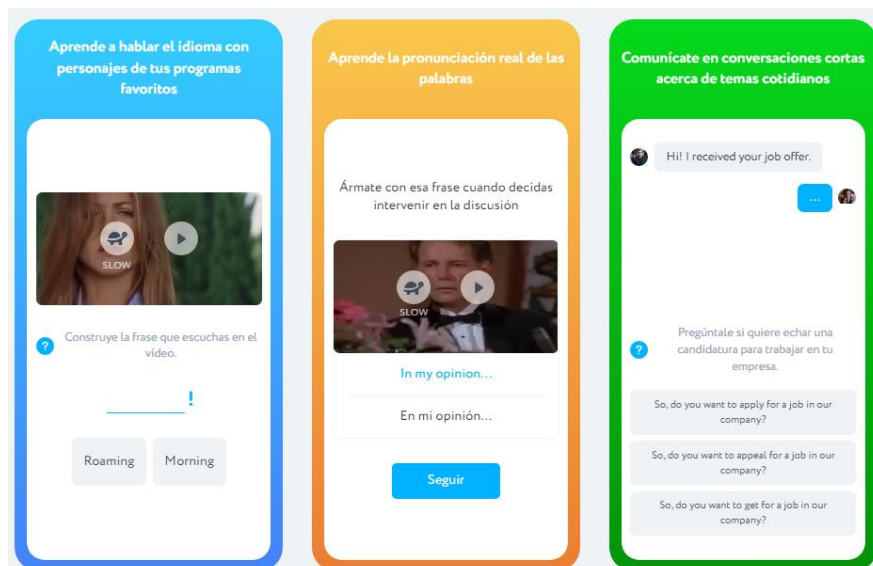 Aprende a hablar el idioma con
personajes de tus programas
favoritos
SLOW
Construye la frase que escuchas en el
vídeo.
?
!
Roaming
Morning
Aprende la pronunciación real de las
palabras
Ármate con esa frase cuando decidas
intervenir en la discusión
SLOW
In my opinion...
En mi opinión...
Seguir
Comunícate en conversaciones cortas
acerca de temas cotidianos
Hi! I received your job offer.
...
Pregúntale si quiere echar una
candidatura para trabajar en tu
empresa.
?
So, do you want to apply for a job in our
company?
So, do you want to appeal for a job in our
company?
So, do you want to get for a job in our
company?